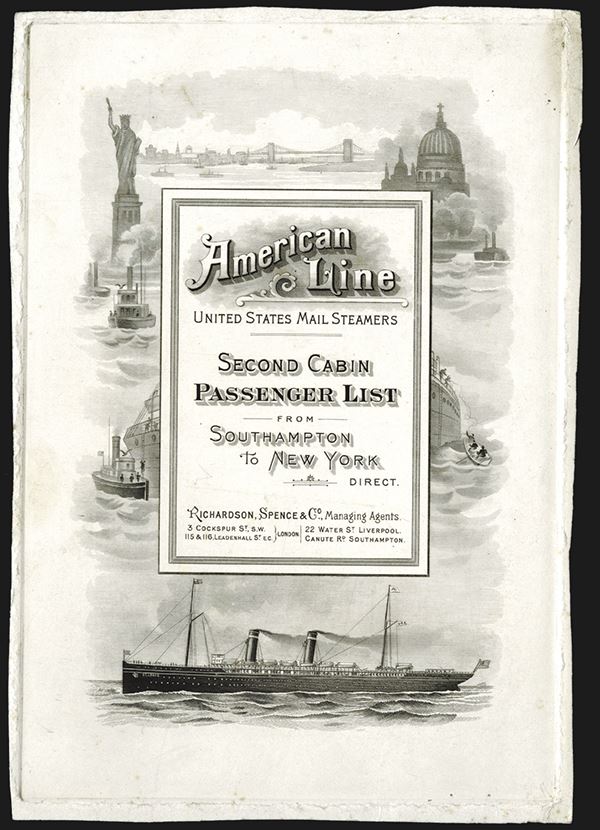 American
Line
United States Mail Steamers
Second Cabin
Passenger List
From
Southampton
to New York
Direct.
Richardson, Spence & Co., Managing Agents.
3 Cockspur St, S.W.
115 & 116, Leadenhall St E.C.
London
22 Water St Liverpool.
Canute Rd Southampton.